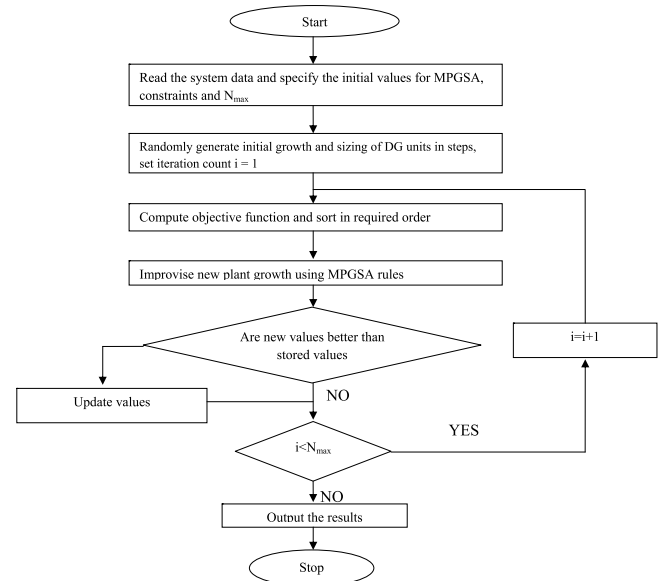 Start
Read the system data and specify the initial values for MPGSA,
constraints and Nmax
Randomly generate initial growth and sizing of DG units in steps,
set iteration count i = 1
Compute objective function and sort in required order
Improvise new plant growth using MPGSA rules
Are new values better than
stored values
i=i+1
Update values
NO
YES
i<Nmax
NO
Output the results
Stop